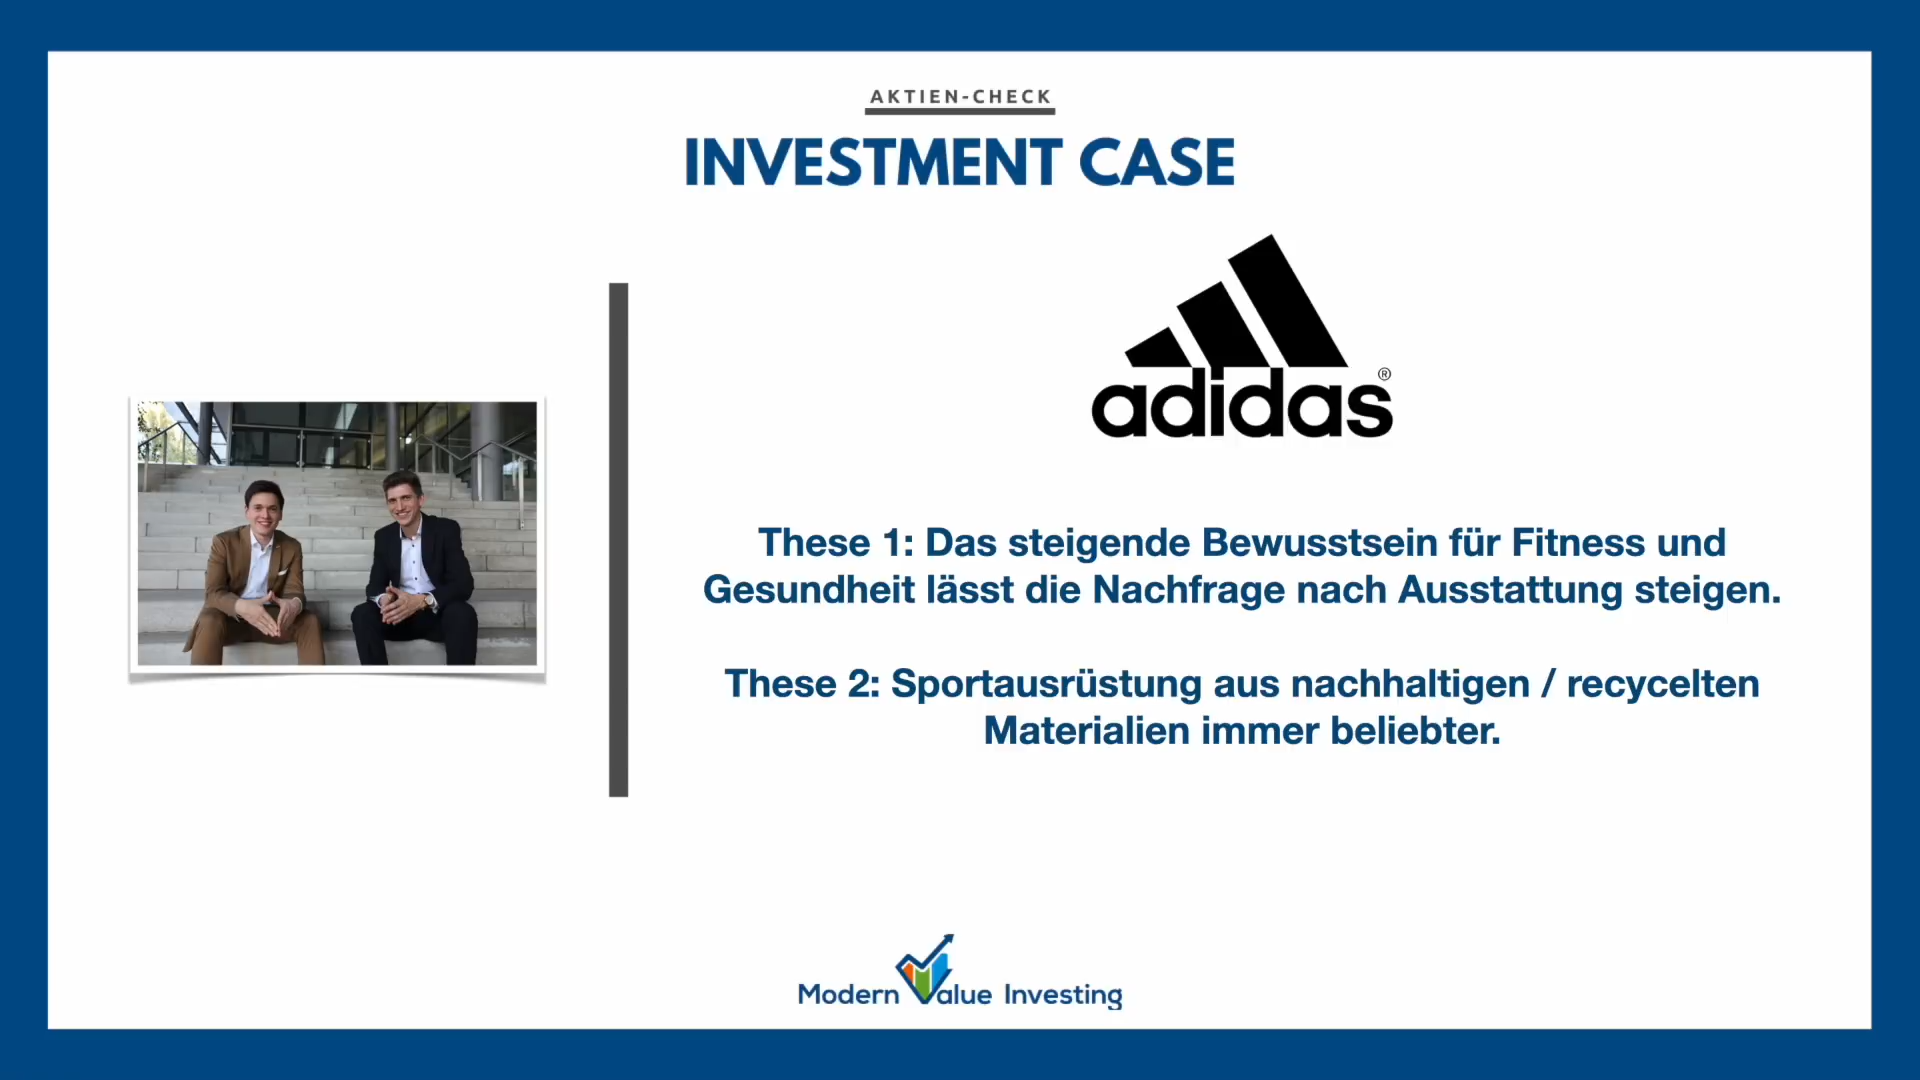 AKTIEN-CHECK
INVESTMENT CASE
adidas®
These 1: Das steigende Bewusstsein für Fitness und
Gesundheit lässt die Nachfrage nach Ausstattung steigen.
These 2: Sportausrüstung aus nachhaltigen / recycelten
Materialien immer beliebter.
Modern Value Investing